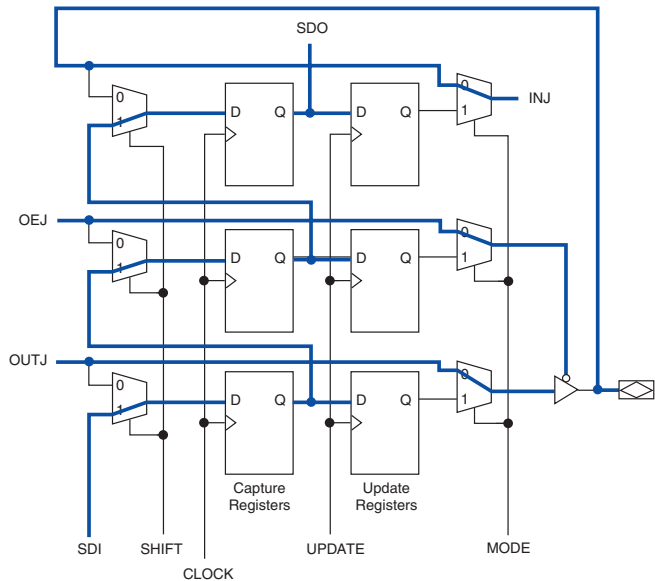 SDO
0
1
D Q
D Q
0
1
INJ
OEJ
0
1
D Q
D Q
0
1
OUTJ
0
1
D Q
D Q
0
1
Capture
Registers
Update
Registers
SDI
SHIFT
CLOCK
UPDATE
MODE